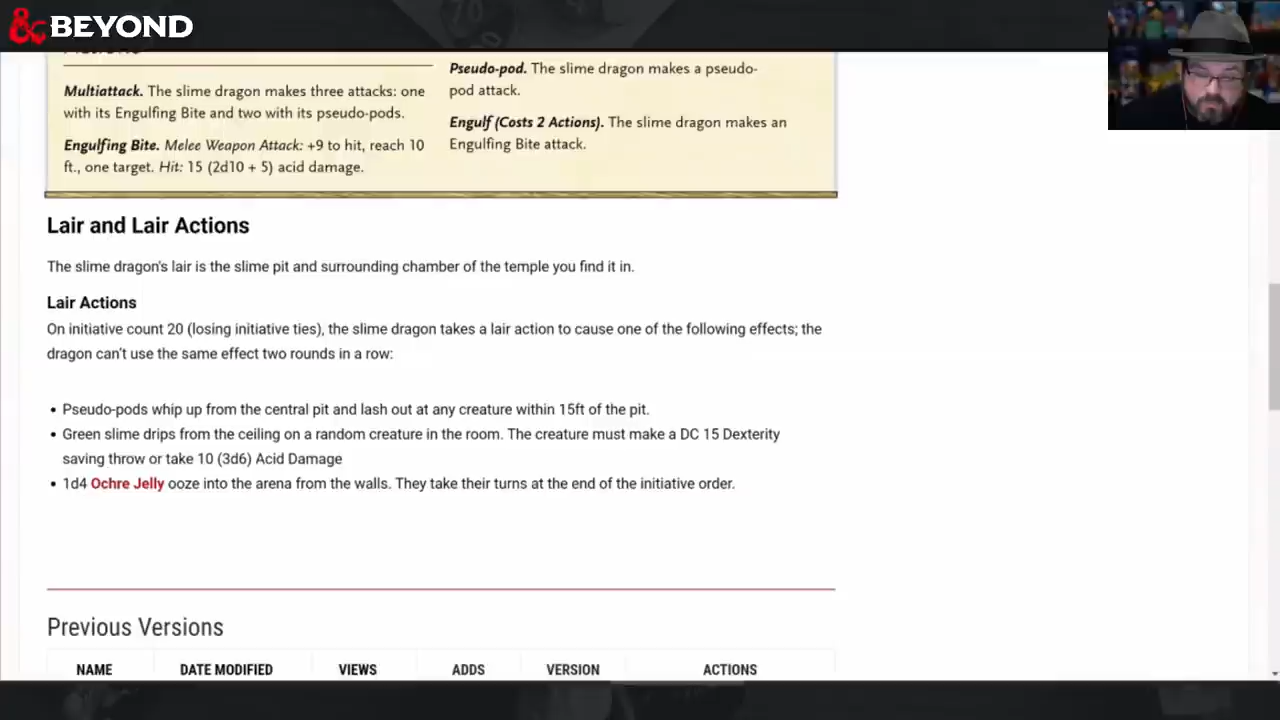 & BEYOND
Multiattack. The slime dragon makes three attacks: one
with its Engulfing Bite and two with its pseudo-pods.
Engulfing Bite. Melee Weapon Attack: +9 to hit, reach 10
ft., one target. Hit: 15 (2d10 + 5) acid damage.
Pseudo-pod. The slime dragon makes a pseudo-
pod attack.
Engulf (Costs 2 Actions). The slime dragon makes an
Engulfing Bite attack.
Lair and Lair Actions
The slime dragon's lair is the slime pit and surrounding chamber of the temple you find it in.
Lair Actions
On initiative count 20 (losing initiative ties), the slime dragon takes a lair action to cause one of the following effects; the
dragon can't use the same effect two rounds in a row:
• Pseudo-pods whip up from the central pit and lash out at any creature within 15ft of the pit.
• Green slime drips from the ceiling on a random creature in the room. The creature must make a DC 15 Dexterity
saving throw or take 10 (3d6) Acid Damage
• 1d4 Ochre Jelly ooze into the arena from the walls. They take their turns at the end of the initiative order.
Previous Versions
NAME DATE MODIFIED VIEWS ADDS VERSION ACTIONS